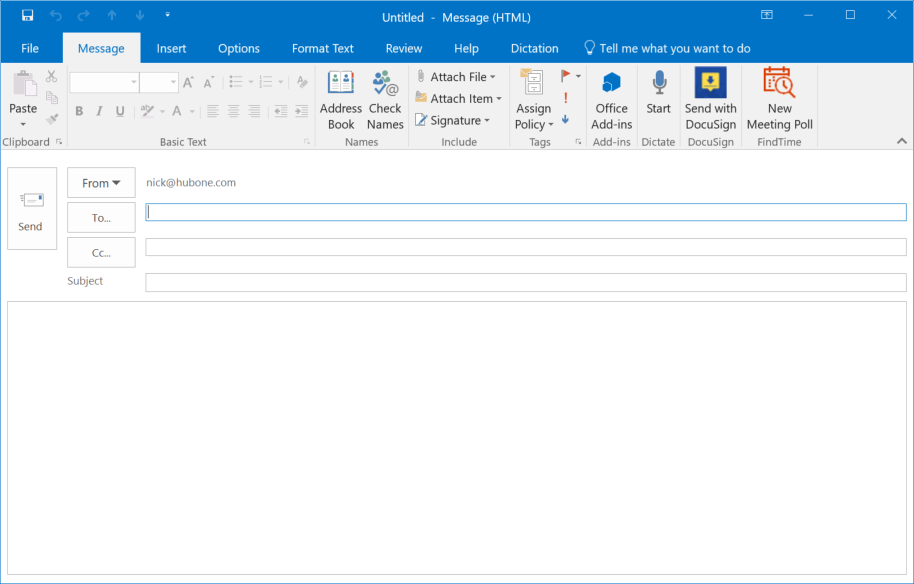 Untitled - Message (HTML)
File Message Insert Options Format Text Review Help Dictation Tell me what you want to do
Paste
B I U ab A
Address Book
Check Names
Attach File
Attach Item
Signature
Assign Policy
Office Add-ins
Start
Send with DocuSign
New Meeting Poll
Clipboard Basic Text Names Include Tags Add-ins Dictate DocuSign FindTime
Send
From nick@hubone.com
To...
Cc...
Subject